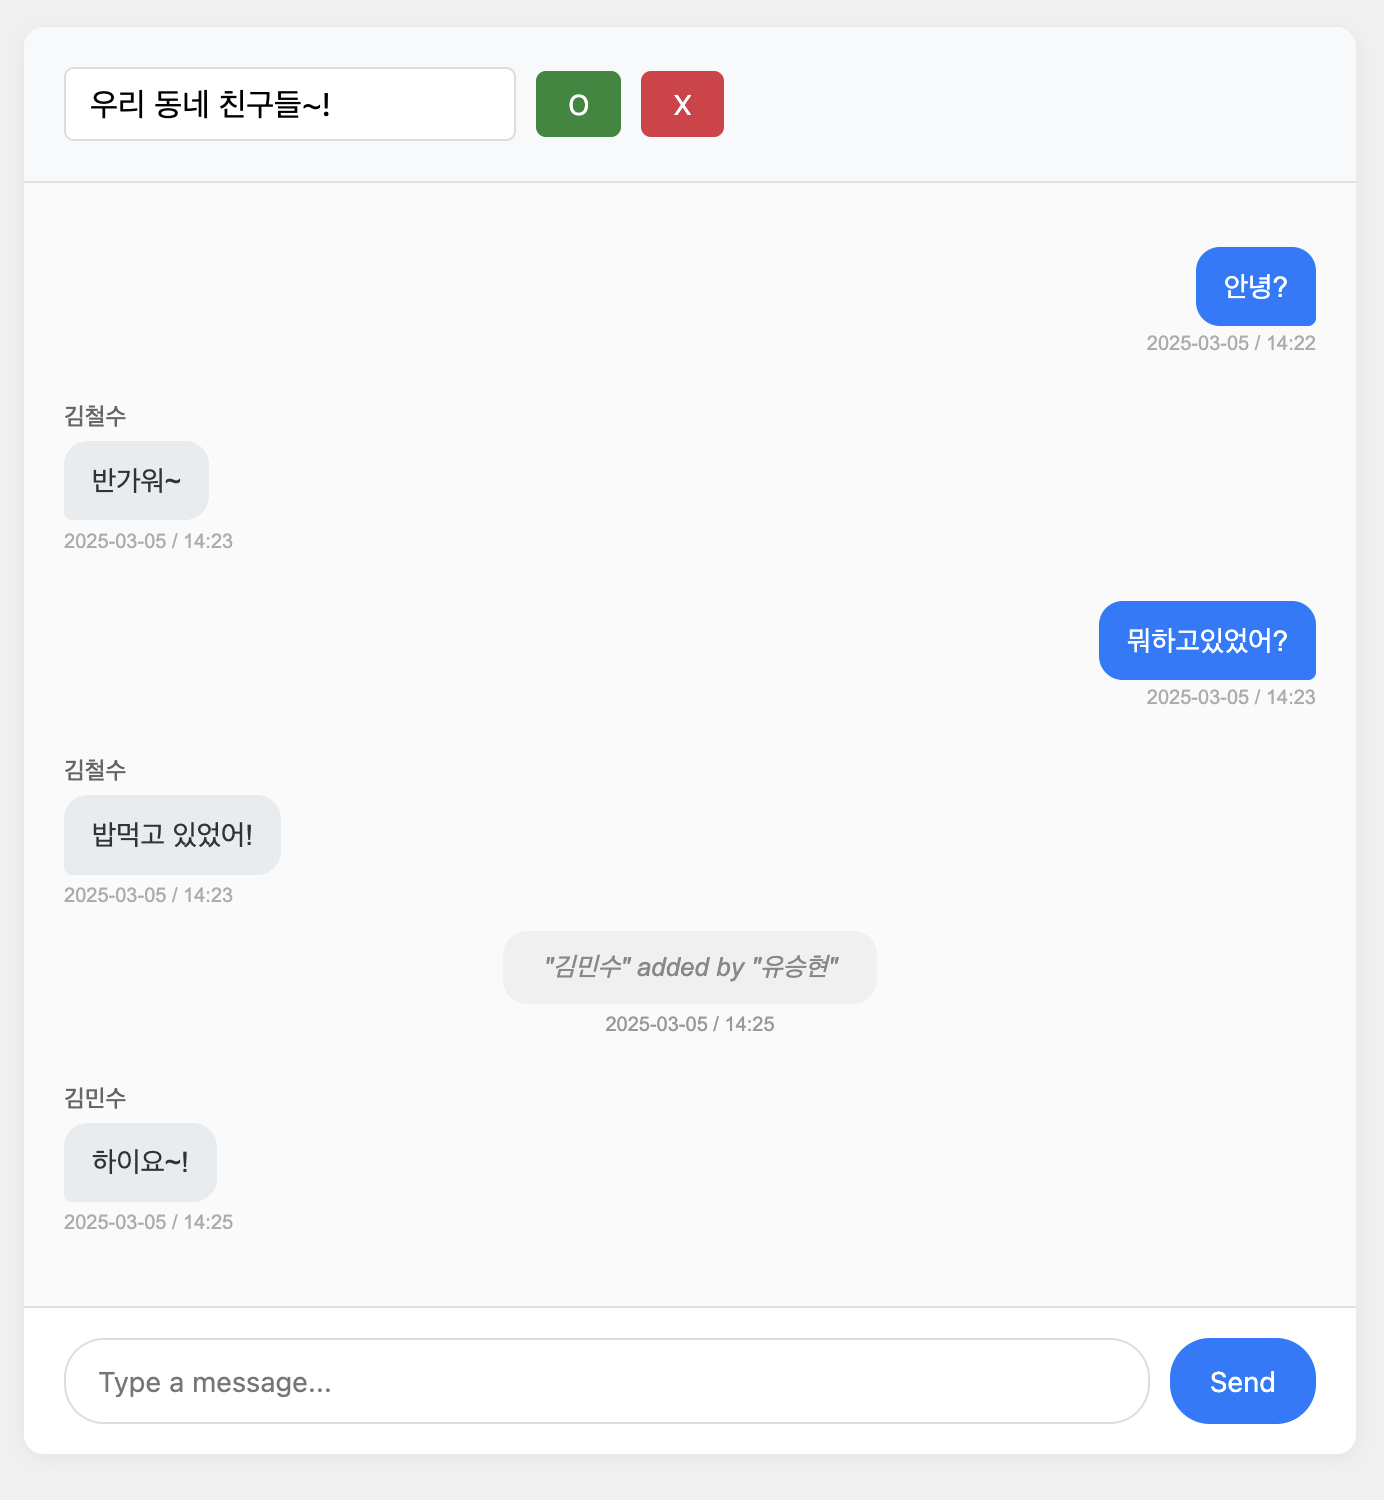 우리 동네 친구들~!
O
X
안녕?
2025-03-05 / 14:22
김철수
반가워~
2025-03-05 / 14:23
뭐하고있었어?
2025-03-05 / 14:23
김철수
밥먹고 있었어!
2025-03-05 / 14:23
"김민수" added by "유승현"
2025-03-05 / 14:25
김민수
하이요~!
2025-03-05 / 14:25
Type a message...
Send